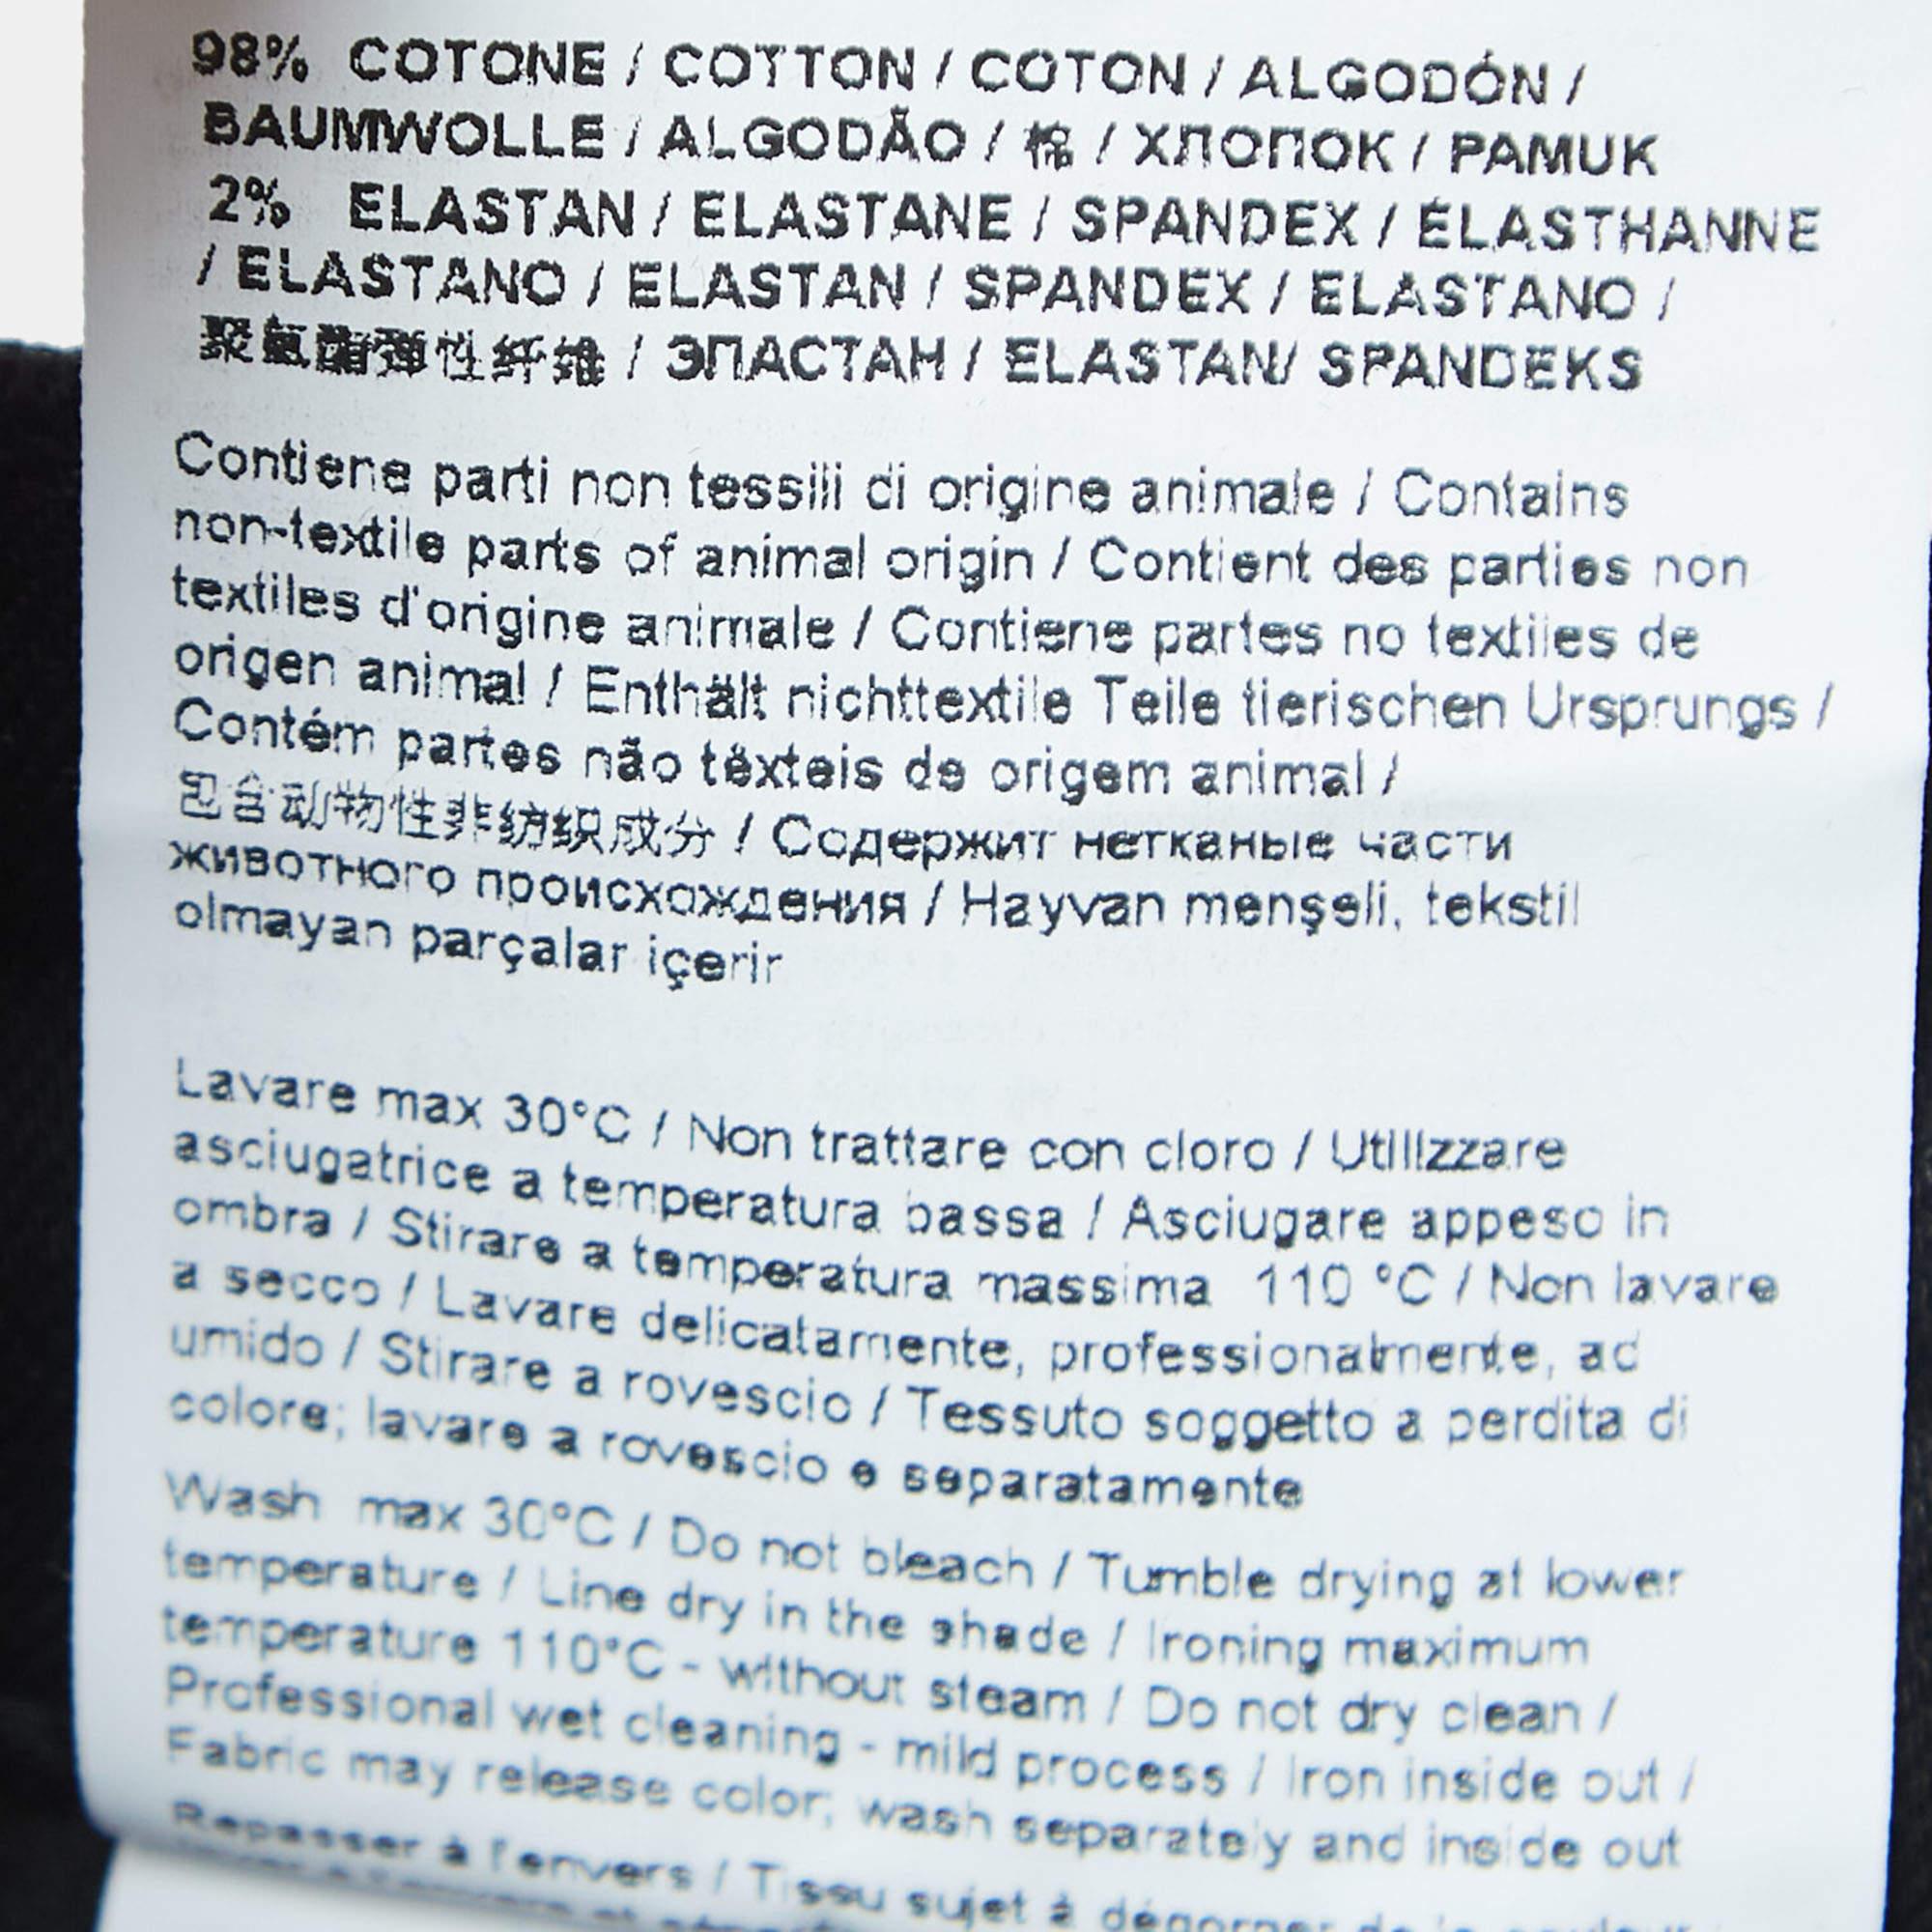 98% COTONE / COTTON / COTON / ALGODÓN /
BAUMWOLLE / ALGODÃO / 棉 / ХЛОПОК / PAMUK
2% ELASTAN / ELASTANE / SPANDEX / ÉLASTHANNE
/ ELASTANO / ELASTAN / SPANDEX / ELASTANO /
聚氨酯弹性纤维 / ЭЛАСТАН / ELASTAN/ SPANDEKS
Contiene parti non tessili di origine animale / Contains
non-textile parts of animal origin / Contient des parties non
textiles d'origine animale / Contiene partes no textiles de
origen animal / Enthält nichttextile Teile tierischen Ursprungs /
Contém partes não têxteis de origem animal /
包含动物性非纺织成分 / Содержит нетканые части
животного происхождения / Hayvan menşeli, tekstil
olmayan parçalar içerir
Lavare max 30°C / Non trattare con cloro / Utilizzare
asciugatrice a temperatura bassa / Asciugare appeso in
ombra / Stirare a temperatura massima 110 °C / Non lavare
a secco / Lavare delicatamente, professionalmente, ad
umido / Stirare a rovescio / Tessuto soggetto a perdita di
colore; lavare a rovescio e separatamente
Wash max 30°C / Do not bleach / Tumble drying at lower
temperature / Line dry in the shade / Ironing maximum
temperature 110°C - without steam / Do not dry clean /
Professional wet cleaning - mild process / Iron inside out /
Fabric may release color; wash separately and inside out
Repasser à l'envers / Tissu sujet à dégorger de la couleur